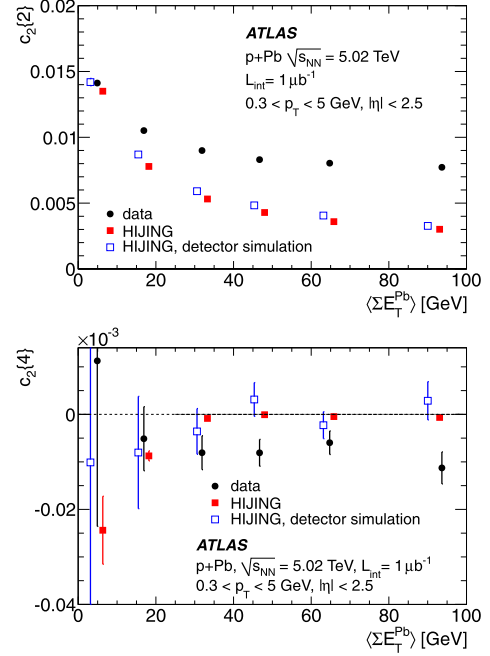 c₂{2}
0.02
0.015
0.01
0.005
0
ATLAS
p+Pb √sNN = 5.02 TeV
Lint= 1 μb⁻¹
0.3 < pT < 5 GeV, |η| < 2.5
data
HIJING
HIJING, detector simulation
0 20 40 60 80 100
⟨ΣE_T^Pb⟩ [GeV]
×10⁻³
c₂{4}
0
-0.02
-0.04
data
HIJING
HIJING, detector simulation
ATLAS
p+Pb, √sNN = 5.02 TeV, Lint= 1 μb⁻¹
0.3 < pT < 5 GeV, |η| < 2.5
0 20 40 60 80 100
⟨ΣE_T^Pb⟩ [GeV]